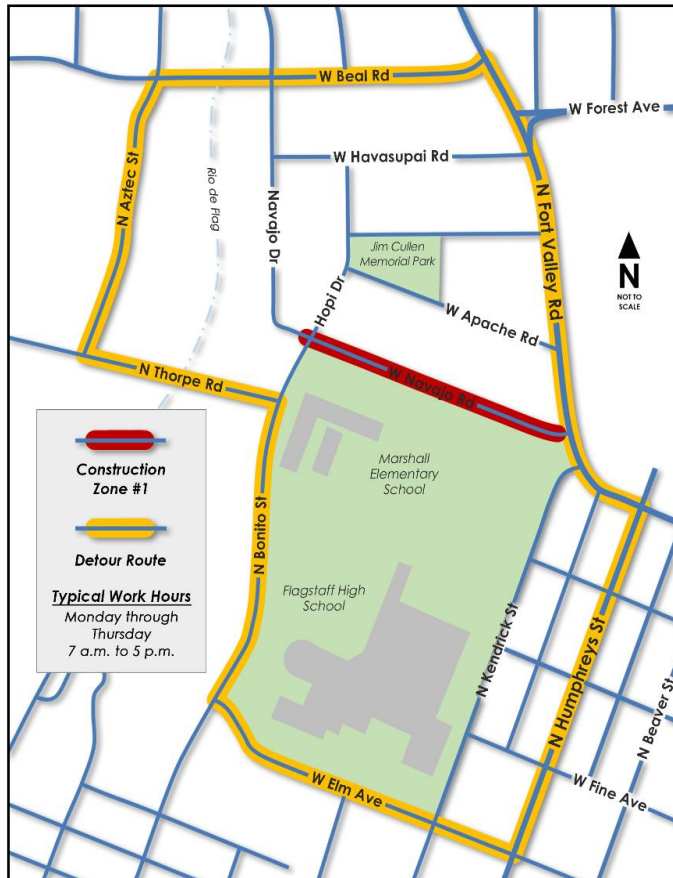 W Beal Rd
W Forest Ave
W Havasupai Rd
N Aztec St
Rio de Flag
Navajo Dr
N Fort Valley Rd
Jim Cullen
Memorial Park
N
NOT TO
SCALE
Hopi Dr
W Apache Rd
N Thorpe Rd
W Navajo Rd
Construction
Zone #1
Detour Route
Typical Work Hours
Monday through
Thursday
7 a.m. to 5 p.m.
Marshall
Elementary
School
N Bonito St
Flagstaff High
School
N Kendrick St
N Humphreys St
N Beaver St
W Fine Ave
W Elm Ave